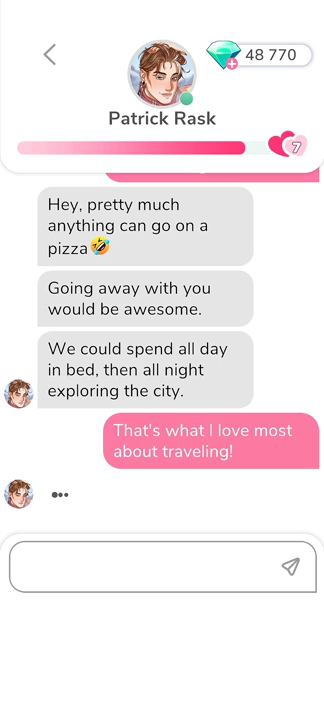 48 770
Patrick Rask
7
Hey, pretty much
anything can go on a
pizza🤣
Going away with you
would be awesome.
We could spend all day
in bed, then all night
exploring the city.
That's what I love most
about traveling!